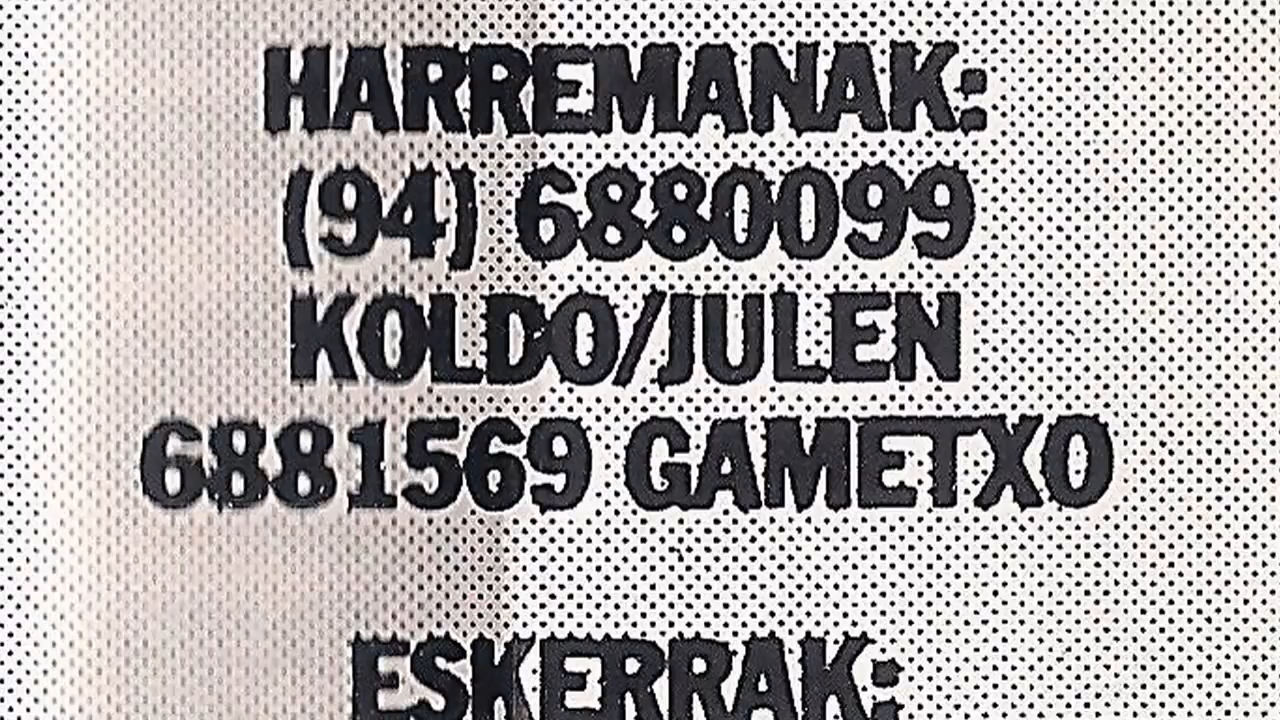 HARREMANAK:
(94) 6880099
KOLDO/JULEN
6881569 GAMETXO
ESKERRAK: